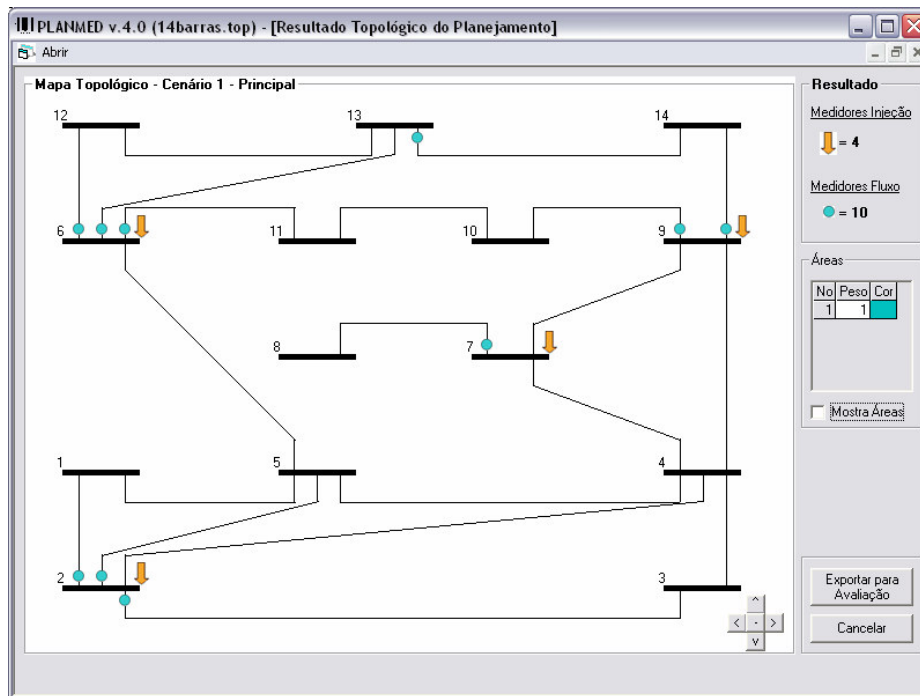 PLANMED v.4.0 (14barras.top) - [Resultado Topológico do Planejamento]
Abrir
Mapa Topológico - Cenário 1 - Principal
12
13
14
6
11
10
9
8
7
1
5
4
2
3
Resultado
Medidores Injeção
= 4
Medidores Fluxo
= 10
Áreas
No Peso Cor
1 1
Mostra Áreas
Exportar para
Avaliação
Cancelar